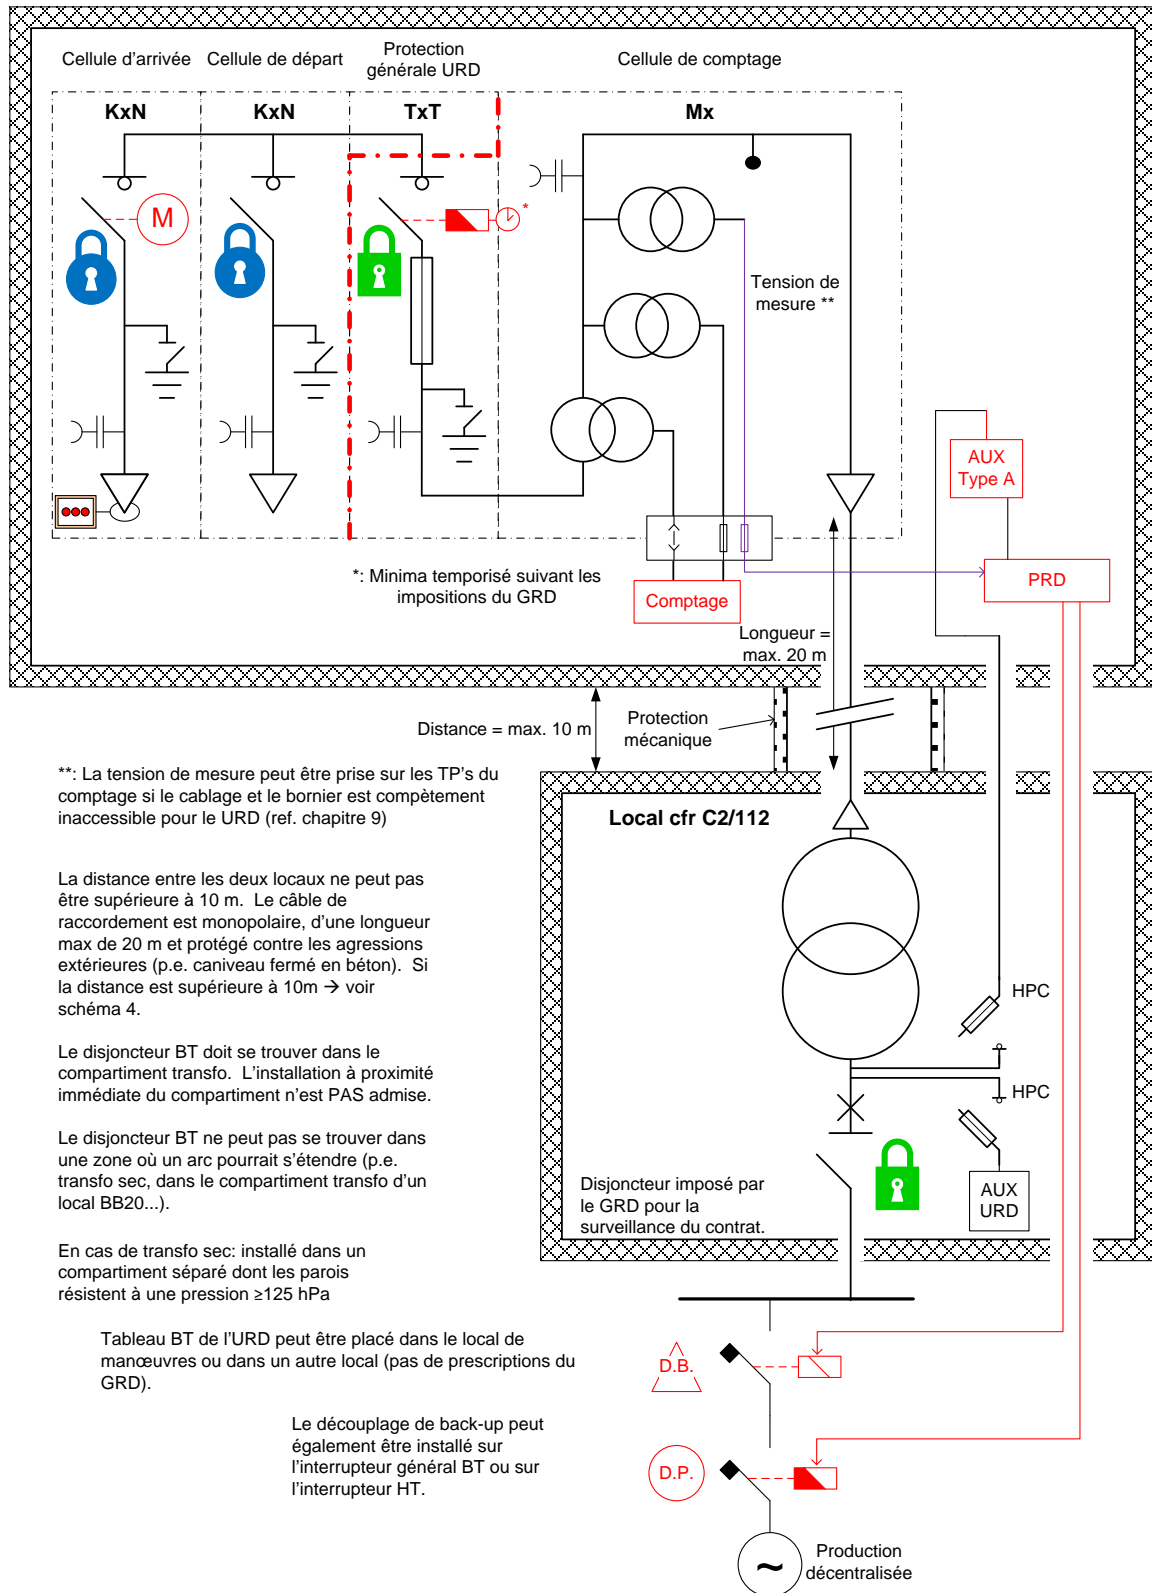 Cellule d'arrivée
Cellule de départ
Protection
générale URD
Cellule de comptage
KxN
KxN
TxT
Mx
M
*
Tension de
mesure **
AUX
Type A
PRD
*: Minima temporisé suivant les
impositions du GRD
Comptage
Longueur =
max. 20 m
Distance = max. 10 m
Protection
mécanique
**: La tension de mesure peut être prise sur les TP's du
comptage si le cablage et le bornier est compètement
inaccessible pour le URD (ref. chapitre 9)
Local cfr C2/112
La distance entre les deux locaux ne peut pas
être supérieure à 10 m. Le câble de
raccordement est monopolaire, d'une longueur
max de 20 m et protégé contre les agressions
extérieures (p.e. caniveau fermé en béton). Si
la distance est supérieure à 10m → voir
schéma 4.
HPC
Le disjoncteur BT doit se trouver dans le
compartiment transfo. L'installation à proximité
immédiate du compartiment n'est PAS admise.
HPC
Le disjoncteur BT ne peut pas se trouver dans
une zone où un arc pourrait s'étendre (p.e.
transfo sec, dans le compartiment transfo d'un
local BB20...).
Disjoncteur imposé par
le GRD pour la
surveillance du contrat.
AUX
URD
En cas de transfo sec: installé dans un
compartiment séparé dont les parois
résistent à une pression ≥125 hPa
Tableau BT de l'URD peut être placé dans le local de
manœuvres ou dans un autre local (pas de prescriptions du
GRD).
D.B.
Le découplage de back-up peut
également être installé sur
l'interrupteur général BT ou sur
l'interrupteur HT.
D.P.
~
Production
décentralisée